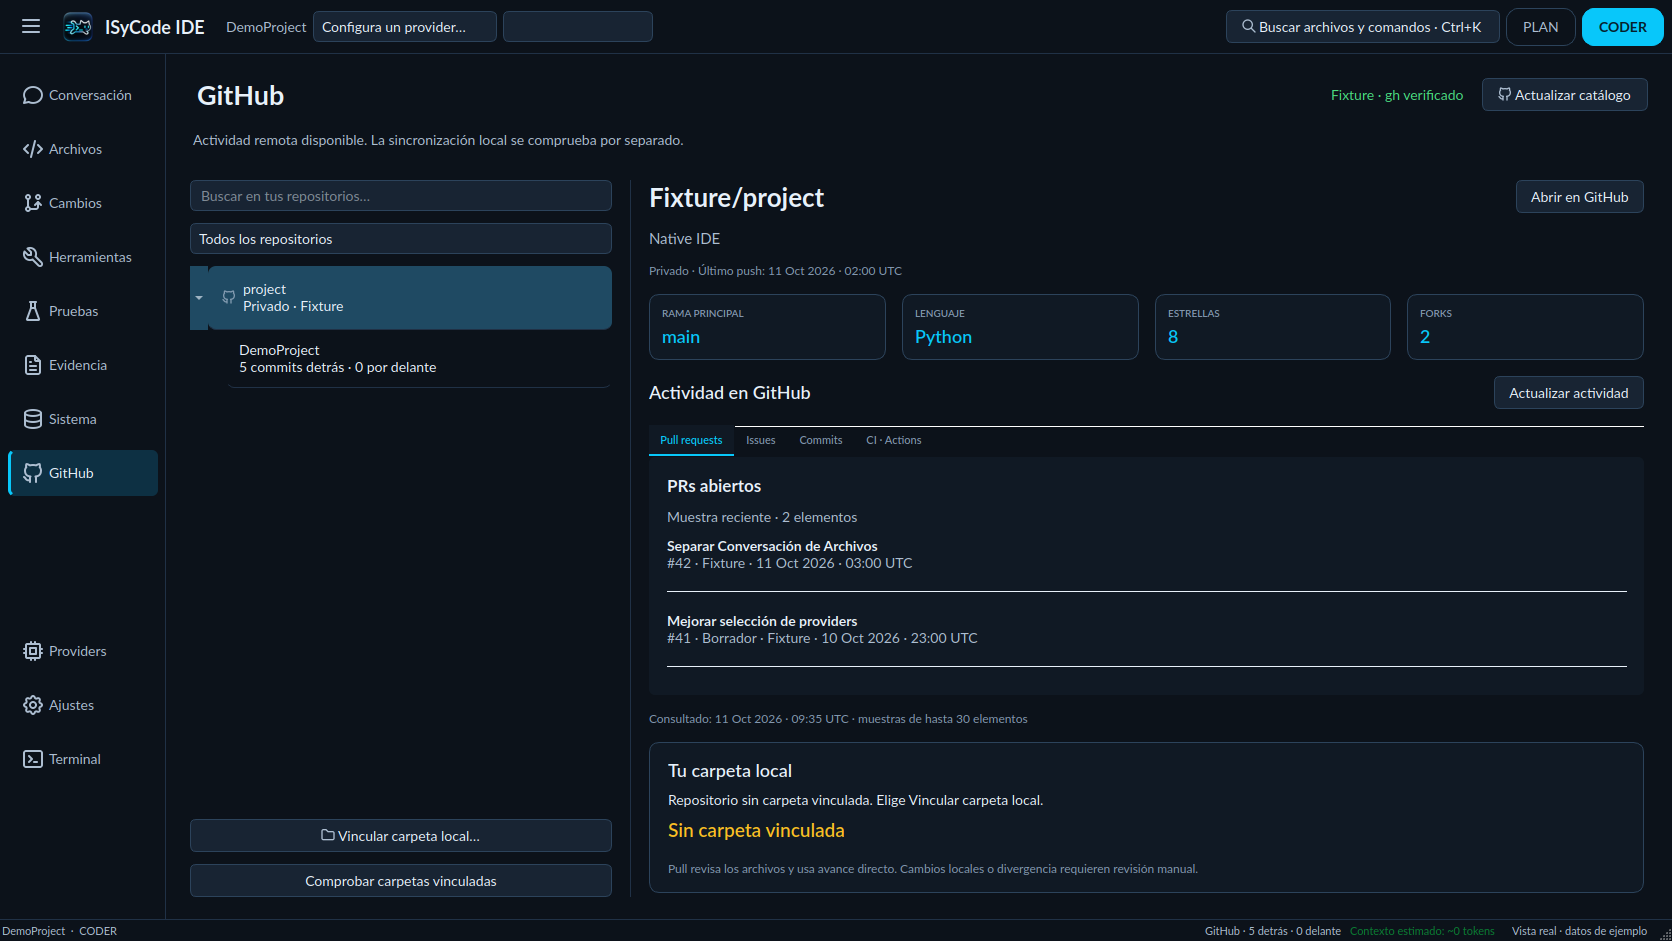 ISyCode IDE
DemoProject
Configura un provider...
Buscar archivos y comandos · Ctrl+K
PLAN
CODER
Conversación
Archivos
Cambios
Herramientas
Pruebas
Evidencia
Sistema
GitHub
Providers
Ajustes
Terminal
GitHub
Fixture · gh verificado
Actualizar catálogo
Actividad remota disponible. La sincronización local se comprueba por separado.
Buscar en tus repositorios...
Todos los repositorios
project
Privado · Fixture
DemoProject
5 commits detrás · 0 por delante
Vincular carpeta local...
Comprobar carpetas vinculadas
Fixture/project
Abrir en GitHub
Native IDE
Privado · Último push: 11 Oct 2026 · 02:00 UTC
RAMA PRINCIPAL
main
LENGUAJE
Python
ESTRELLAS
8
FORKS
2
Actividad en GitHub
Actualizar actividad
Pull requests
Issues
Commits
CI · Actions
PRs abiertos
Muestra reciente · 2 elementos
Separar Conversación de Archivos
#42 · Fixture · 11 Oct 2026 · 03:00 UTC
Mejorar selección de providers
#41 · Borrador · Fixture · 10 Oct 2026 · 23:00 UTC
Consultado: 11 Oct 2026 · 09:35 UTC · muestras de hasta 30 elementos
Tu carpeta local
Repositorio sin carpeta vinculada. Elige Vincular carpeta local.
Sin carpeta vinculada
Pull revisa los archivos y usa avance directo. Cambios locales o divergencia requieren revisión manual.
DemoProject · CODER
GitHub · 5 detrás · 0 delante
Contexto estimado: ~0 tokens
Vista real · datos de ejemplo